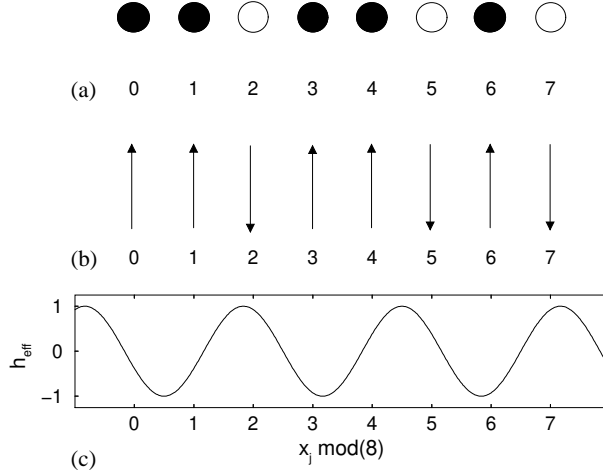 (a) 0 1 2 3 4 5 6 7
(b) 0 1 2 3 4 5 6 7
1
0
−1
h_eff
0 1 2 3 4 5 6 7
(c) x_j mod(8)